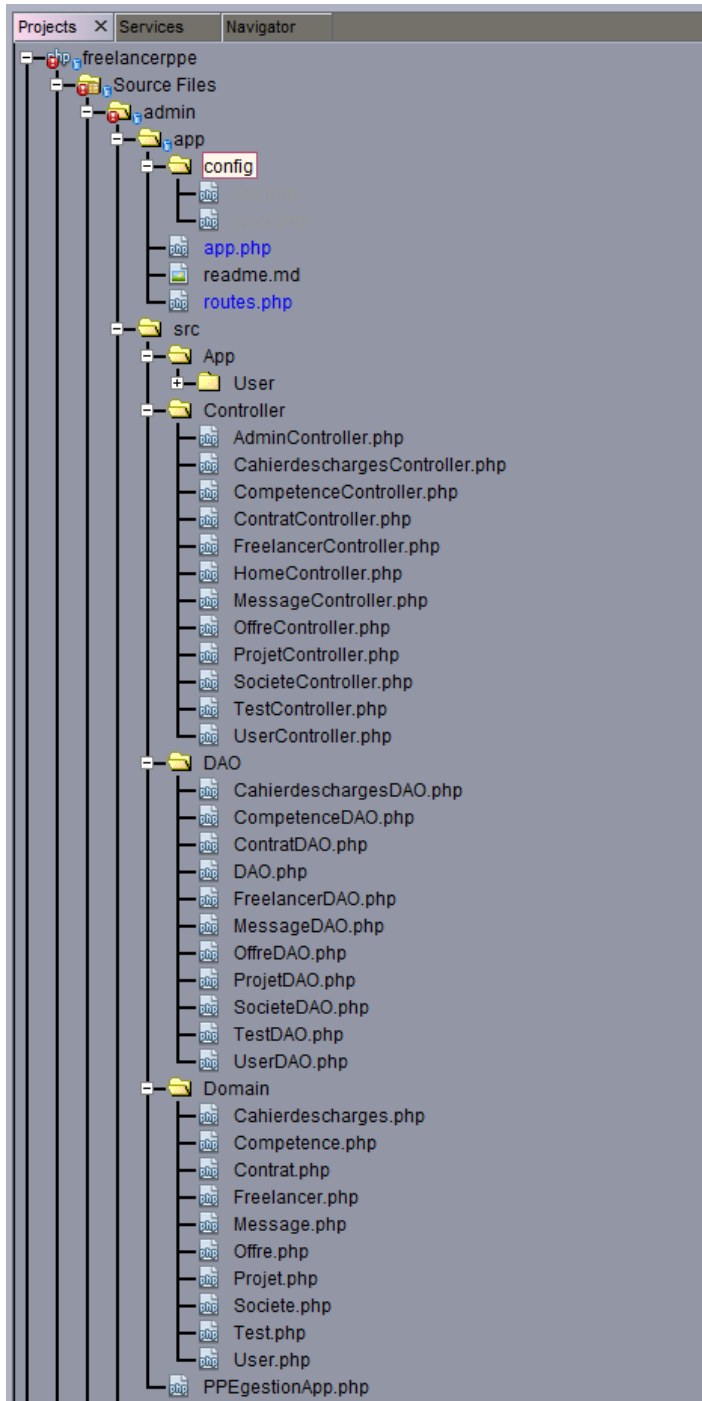 Projects × Services Navigator
freelancerppe
Source Files
admin
app
config
app.php
readme.md
routes.php
src
App
User
Controller
AdminController.php
CahierdeschargesController.php
CompetenceController.php
ContratController.php
FreelancerController.php
HomeController.php
MessageController.php
OffreController.php
ProjetController.php
SocieteController.php
TestController.php
UserController.php
DAO
CahierdeschargesDAO.php
CompetenceDAO.php
ContratDAO.php
DAO.php
FreelancerDAO.php
MessageDAO.php
OffreDAO.php
ProjetDAO.php
SocieteDAO.php
TestDAO.php
UserDAO.php
Domain
Cahierdescharges.php
Competence.php
Contrat.php
Freelancer.php
Message.php
Offre.php
Projet.php
Societe.php
Test.php
User.php
PPEgestionApp.php